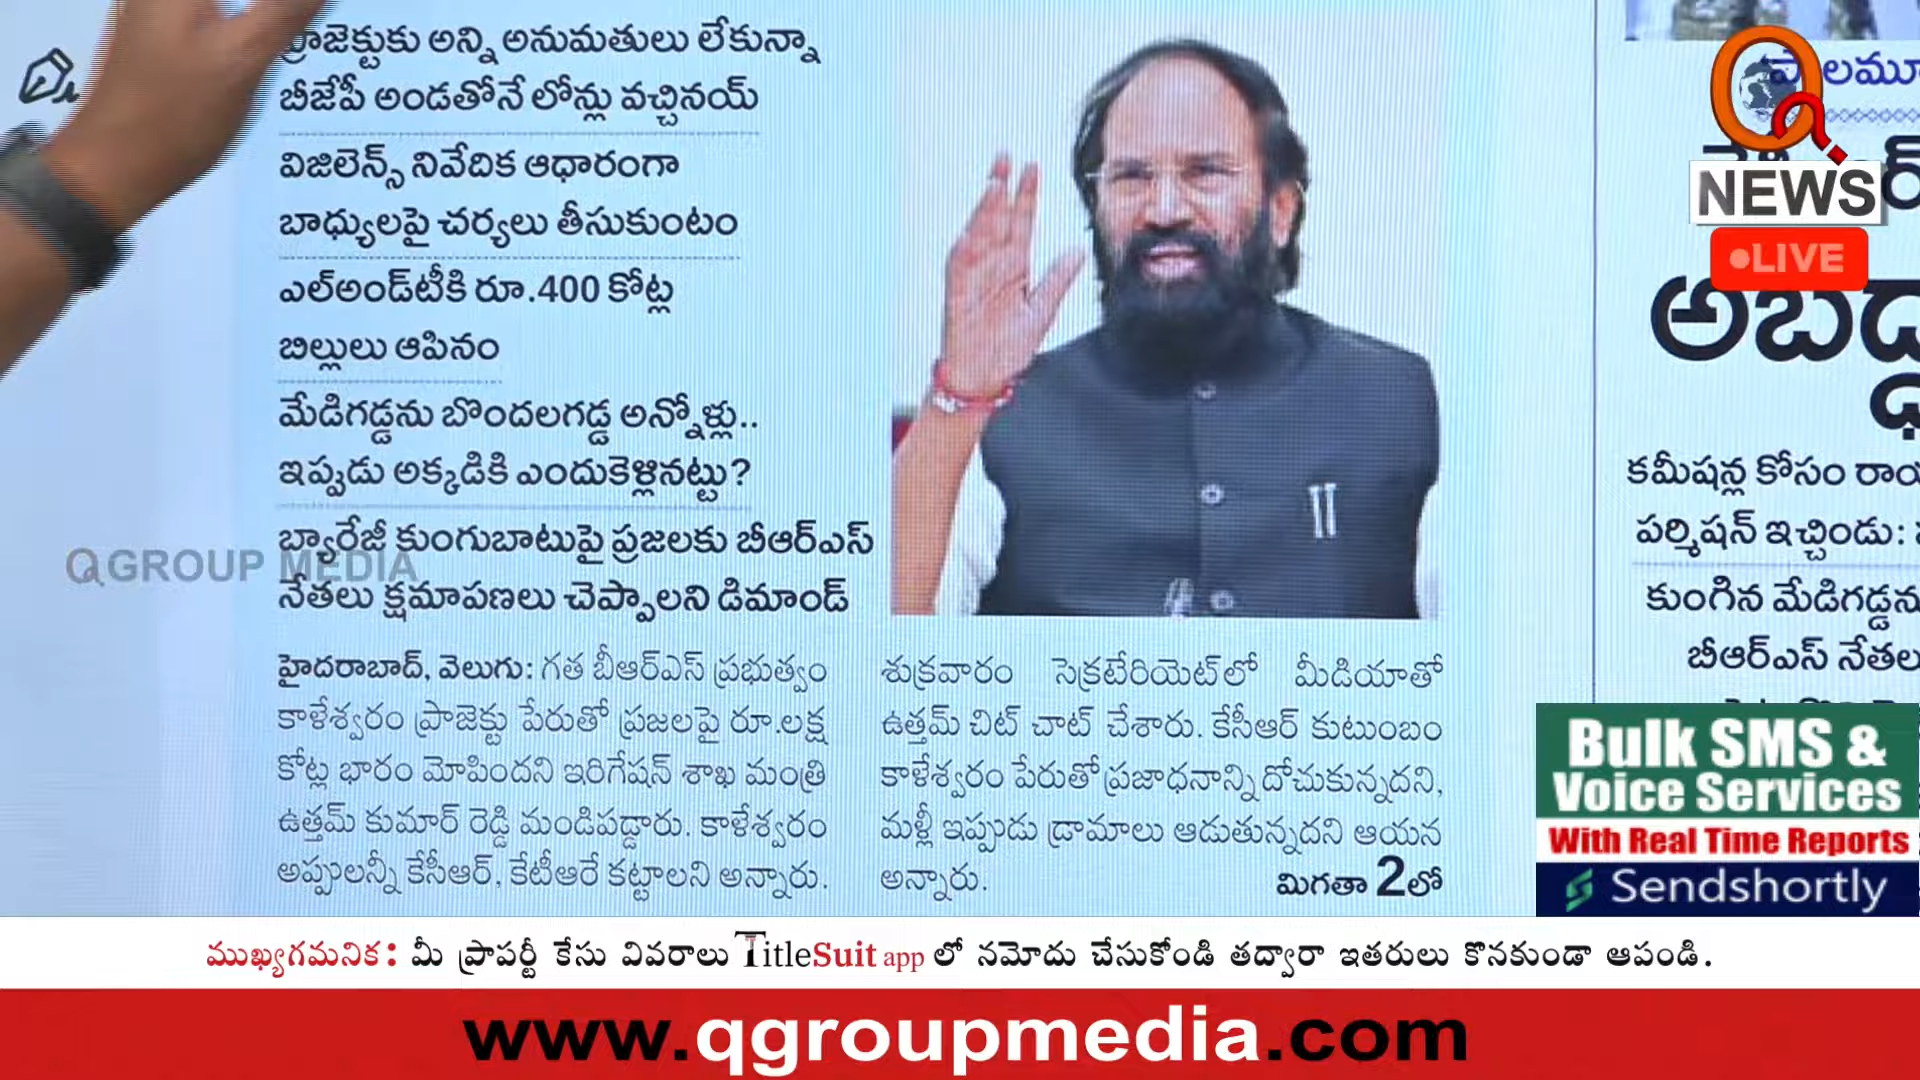 ప్రాజెక్టుకు అన్ని అనుమతులు లేకున్నా
బీజేపీ అండతోనే లోన్లు వచ్చినయ్
విజిలెన్స్ నివేదిక ఆధారంగా
బాధ్యులపై చర్యలు తీసుకుంటం
ఎల్అండ్‌టీకి రూ.400 కోట్ల
బిల్లులు ఆపినం
మేడిగడ్డను బొందలగడ్డ అన్నోళ్లు..
ఇప్పుడు అక్కడికి ఎందుకెళ్లినట్టు?
బ్యారేజీ కుంగుబాటుపై ప్రజలకు బీఆర్ఎస్
నేతలు క్షమాపణలు చెప్పాలని డిమాండ్
హైదరాబాద్, వెలుగు: గత బీఆర్ఎస్ ప్రభుత్వం
కాళేశ్వరం ప్రాజెక్టు పేరుతో ప్రజలపై రూ.లక్ష
కోట్ల భారం మోపిందని ఇరిగేషన్ శాఖ మంత్రి
ఉత్తమ్ కుమార్ రెడ్డి మండిపడ్డారు. కాళేశ్వరం
అప్పులన్నీ కేసీఆర్, కేటీఆరే కట్టాలని అన్నారు.
శుక్రవారం సెక్రటేరియెట్‌లో మీడియాతో
ఉత్తమ్ చిట్ చాట్ చేశారు. కేసీఆర్ కుటుంబం
కాళేశ్వరం పేరుతో ప్రజాధనాన్ని దోచుకున్నదని,
మళ్లీ ఇప్పుడు డ్రామాలు ఆడుతున్నదని ఆయన
అన్నారు.
మిగతా 2లో
కమీషన్ల కోసం
పర్మిషన్ ఇచ్చిండు:
కుంగిన మేడిగడ్డను
బీఆర్ఎస్ నేతల
Q
NEWS
LIVE
Q GROUP MEDIA
Bulk SMS &
Voice Services
With Real Time Reports
Sendshortly
ముఖ్యగమనిక: మీ ప్రాపర్టీ కేసు వివరాలు TitleSuit app లో నమోదు చేసుకోండి తద్వారా ఇతరులు కొనకుండా ఆపండి.
www.qgroupmedia.com